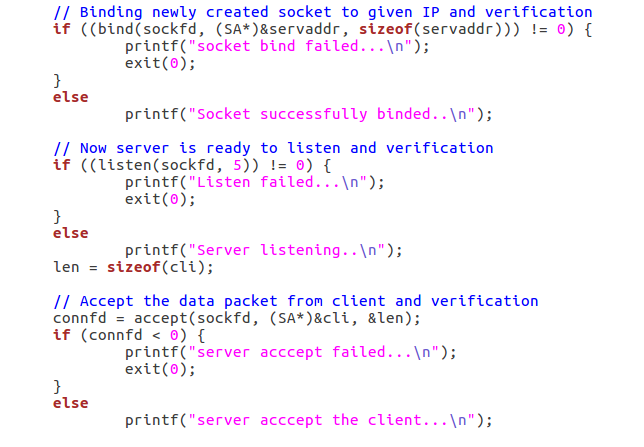 // Binding newly created socket to given IP and verification
if ((bind(sockfd, (SA*)&servaddr, sizeof(servaddr))) != 0) {
printf("socket bind failed...\n");
exit(0);
}
else
printf("Socket successfully binded..\n");
// Now server is ready to listen and verification
if ((listen(sockfd, 5)) != 0) {
printf("Listen failed...\n");
exit(0);
}
else
printf("Server listening..\n");
len = sizeof(cli);
// Accept the data packet from client and verification
connfd = accept(sockfd, (SA*)&cli, &len);
if (connfd < 0) {
printf("server acccept failed...\n");
exit(0);
}
else
printf("server acccept the client...\n");